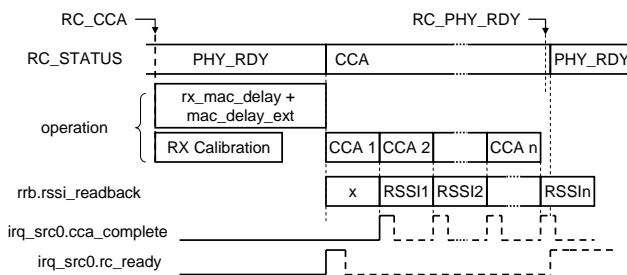 RC_CCA
RC_PHY_RDY
RC_STATUS
PHY_RDY
CCA
PHY_RDY
operation
rx_mac_delay +
mac_delay_ext
RX Calibration
CCA 1
CCA 2
CCA n
rrb.rssi_readback
x
RSSI1
RSSI2
RSSIn
irq_src0.cca_complete
irq_src0.rc_ready